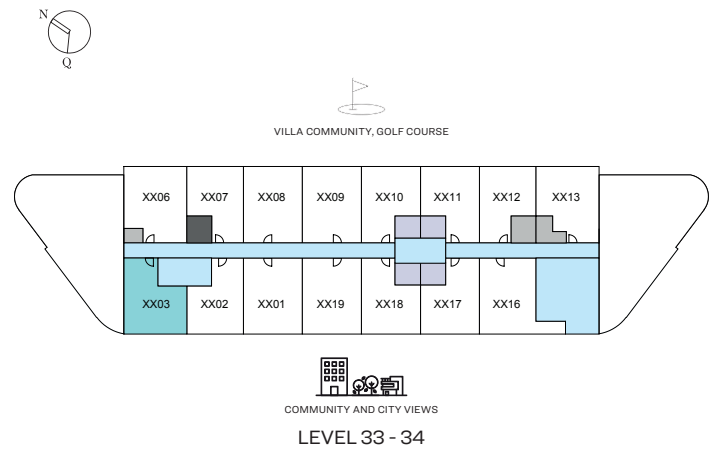 N
Q
VILLA COMMUNITY, GOLF COURSE
XX06 XX07 XX08 XX09 XX10 XX11 XX12 XX13
XX03 XX02 XX01 XX19 XX18 XX17 XX16
COMMUNITY AND CITY VIEWS
LEVEL 33 - 34